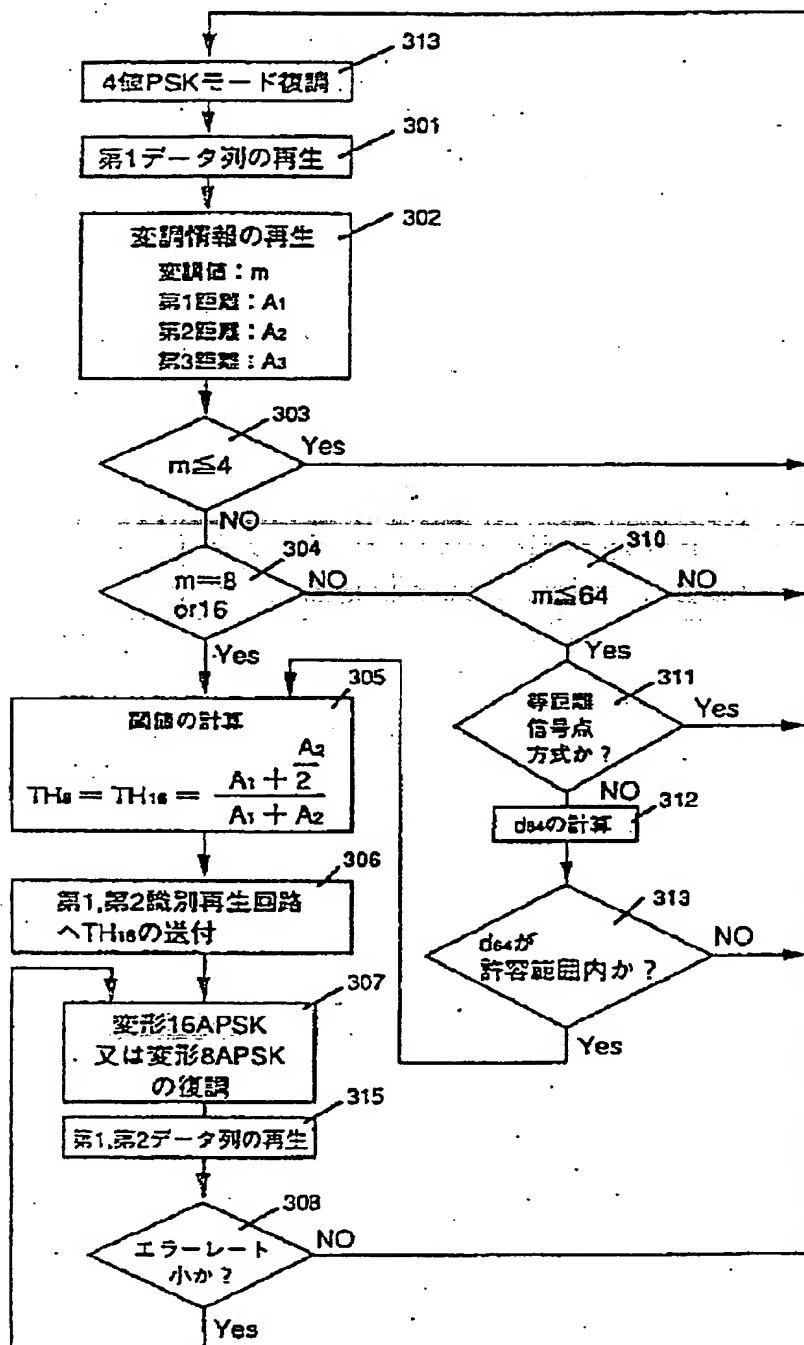 313
4値PSKモード復調
301
第1データ列の再生
302
変調情報の再生
変調値：m
第1距離：A1
第2距離：A2
第3距離：A3
303
m≦4
Yes
NO
304
m=8
or16
NO
Yes
310
m≦64
NO
Yes
311
等距離
信号点
方式か？
Yes
NO
312
d64の計算
313
d64が
許容範囲内か？
NO
Yes
305
閾値の計算
TH8 = TH16 = (A1 + A2/2) / (A1 + A2)
306
第1,第2識別再生回路
へTH16の送付
307
変形16APSK
又は変形8APSK
の復調
315
第1,第2データ列の再生
308
エラーレート
小か？
NO
Yes